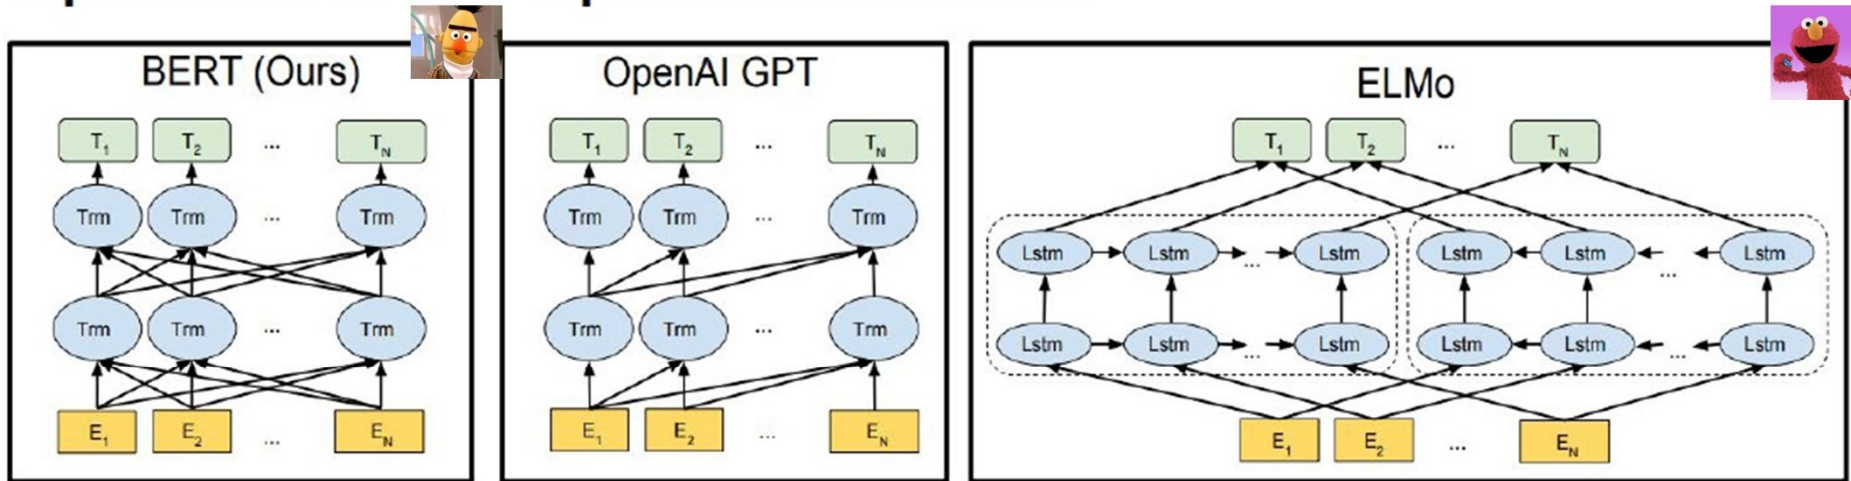 BERT (Ours)
T1 T2 ... TN
Trm Trm ... Trm
Trm Trm ... Trm
E1 E2 ... EN
OpenAI GPT
T1 T2 ... TN
Trm Trm ... Trm
Trm Trm ... Trm
E1 E2 ... EN
ELMo
T1 T2 ... TN
Lstm Lstm ... Lstm Lstm Lstm ... Lstm
Lstm Lstm ... Lstm Lstm Lstm ... Lstm
E1 E2 ... EN